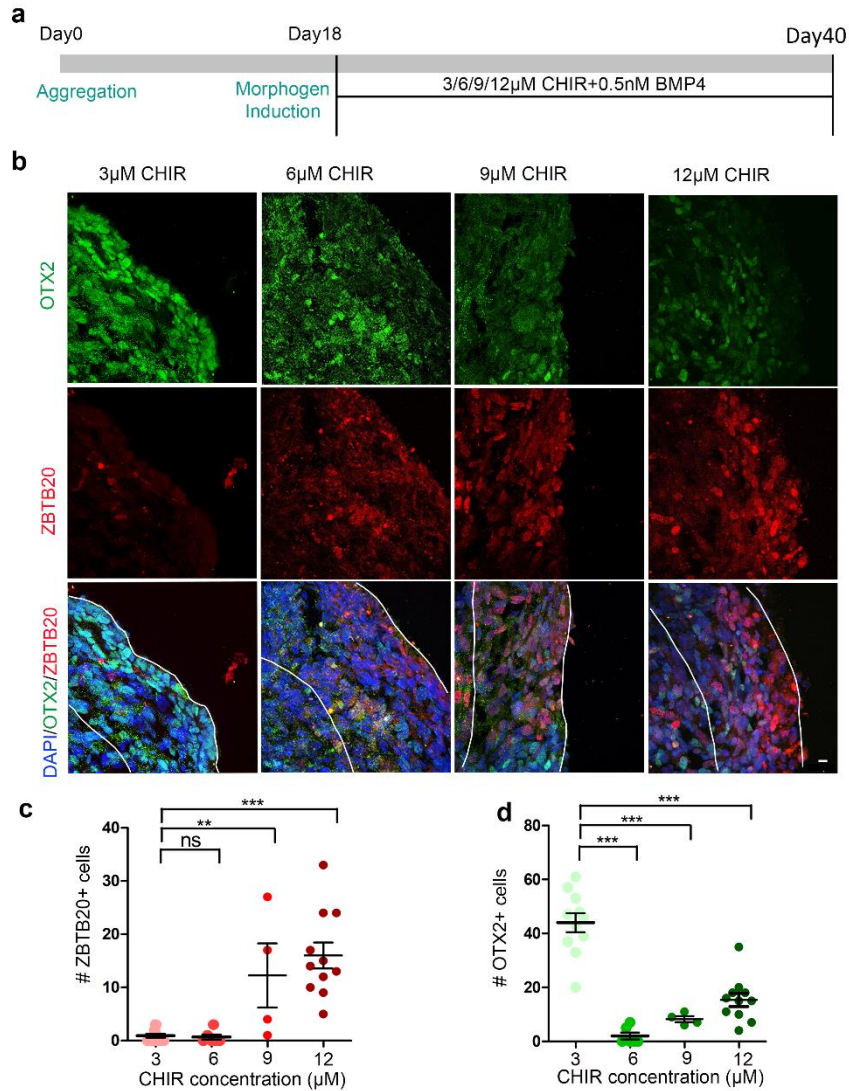 a
Day0 Day18 Day40
Aggregation Morphogen 3/6/9/12µM CHIR+0.5nM BMP4
Induction
b
3µM CHIR 6µM CHIR 9µM CHIR 12µM CHIR
OTX2
ZBTB20
DAPI/OTX2/ZBTB20
c
***
**
ns
# ZBTB20+ cells
40
30
20
10
0
3 6 9 12
CHIR concentration (µM)
d
***
***
***
# OTX2+ cells
80
60
40
20
0
3 6 9 12
CHIR concentration (µM)